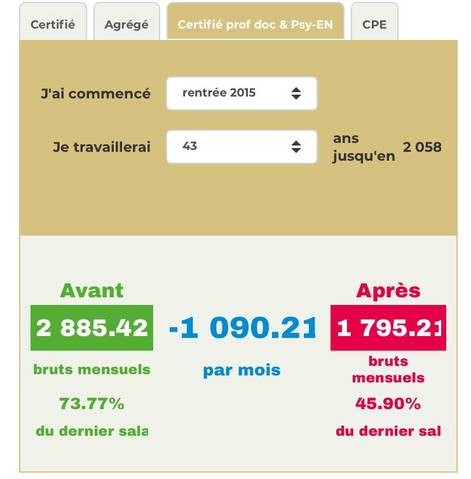 Certifié
Agrégé
Certifié prof doc & Psy-EN
CPE
J'ai commencé
rentrée 2015
Je travaillerai
43
ans
jusqu'en
2 058
Avant
Après
2 885.42
-1 090.21
1 795.21
bruts mensuels
par mois
bruts
mensuels
73.77%
45.90%
du dernier sala
du dernier sal